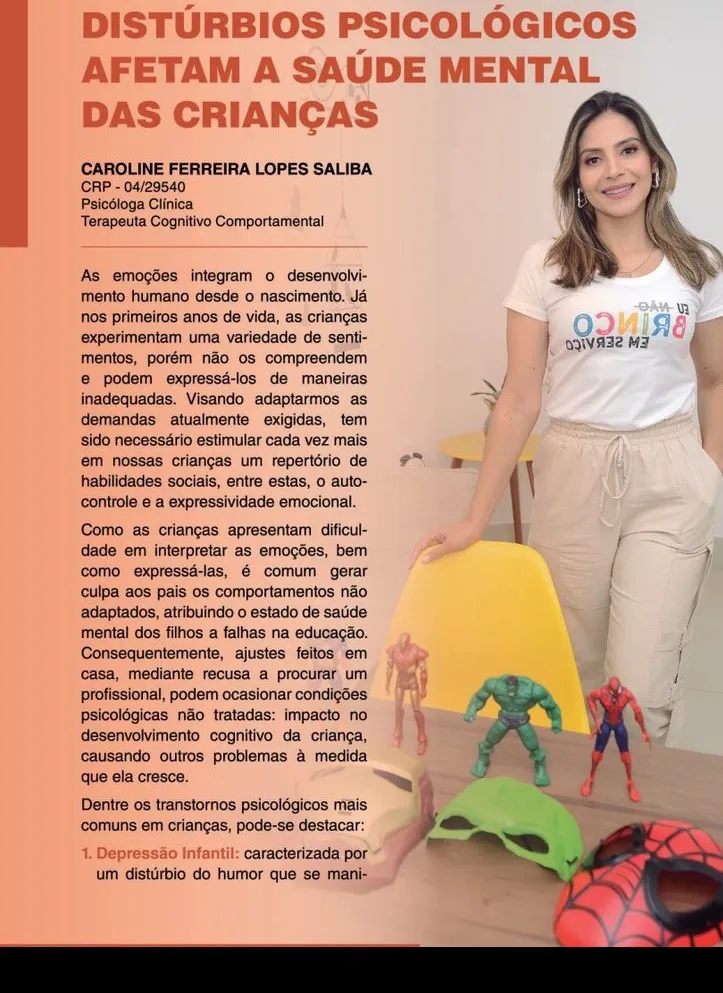 DISTÚRBIOS PSICOLÓGICOS
AFETAM A SAÚDE MENTAL
DAS CRIANÇAS
CAROLINE FERREIRA LOPES SALIBA
CRP - 04/29540
Psicóloga Clínica
Terapeuta Cognitivo Comportamental
As emoções integram o desenvolvi-
mento humano desde o nascimento. Já
nos primeiros anos de vida, as crianças
experimentam uma variedade de senti-
mentos, porém não os compreendem
e podem expressá-los de maneiras
inadequadas. Visando adaptarmos as
demandas atualmente exigidas, tem
sido necessário estimular cada vez mais
em nossas crianças um repertório de
habilidades sociais, entre estas, o auto-
controle e a expressividade emocional.
Como as crianças apresentam dificul-
dade em interpretar as emoções, bem
como expressá-las, é comum gerar
culpa aos pais os comportamentos não
adaptados, atribuindo o estado de saúde
mental dos filhos a falhas na educação.
Consequentemente, ajustes feitos em
casa, mediante recusa a procurar um
profissional, podem ocasionar condições
psicológicas não tratadas: impacto no
desenvolvimento cognitivo da criança,
causando outros problemas à medida
que ela cresce.
Dentre os transtornos psicológicos mais
comuns em crianças, pode-se destacar:
1. Depressão Infantil: caracterizada por
um distúrbio do humor que se mani-
EU NÃO
BRINCO
EM SERVIÇO